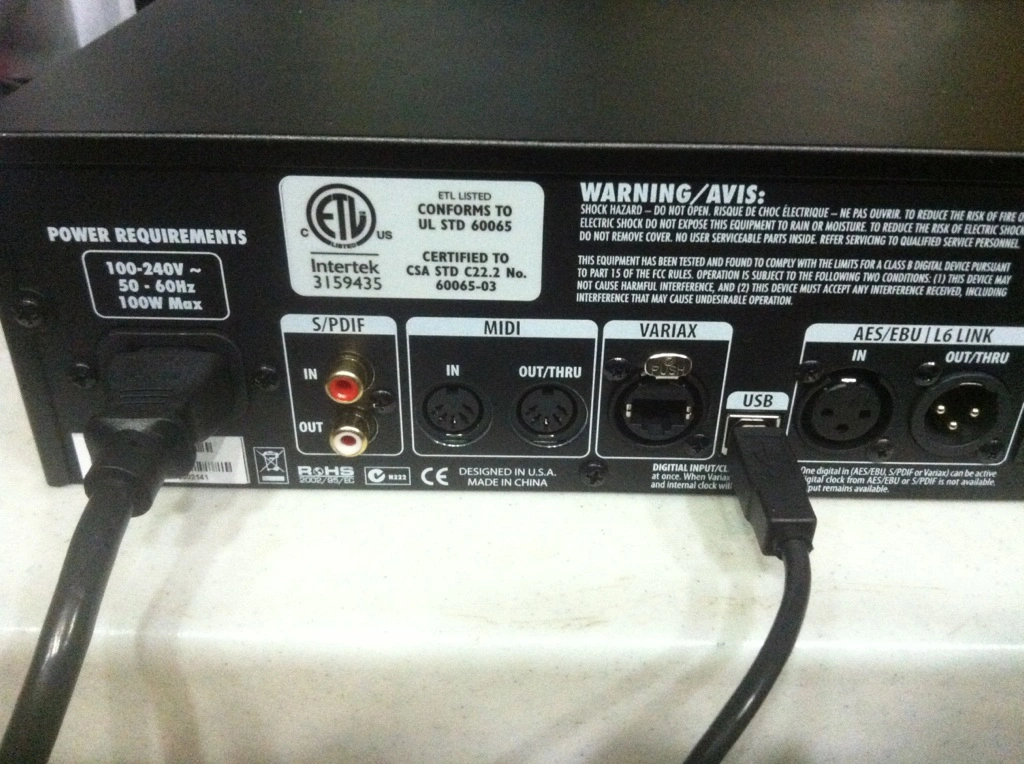 POWER REQUIREMENTS
100-240V ~
50 - 60Hz
100W Max
ETL
LISTED
C US
Intertek
3159435
ETL LISTED
CONFORMS TO
UL STD 60065
CERTIFIED TO
CSA STD C22.2 No.
60065-03
WARNING/AVIS:
SHOCK HAZARD – DO NOT OPEN. RISQUE DE CHOC ÉLECTRIQUE – NE PAS OUVRIR. TO REDUCE THE RISK OF FIRE O
ELECTRIC SHOCK DO NOT EXPOSE THIS EQUIPMENT TO RAIN OR MOISTURE. TO REDUCE THE RISK OF ELECTRIC SHOCK
DO NOT REMOVE COVER. NO USER SERVICEABLE PARTS INSIDE. REFER SERVICING TO QUALIFIED SERVICE PERSONNEL.
THIS EQUIPMENT HAS BEEN TESTED AND FOUND TO COMPLY WITH THE LIMITS FOR A CLASS B DIGITAL DEVICE PURSUANT
TO PART 15 OF THE FCC RULES. OPERATION IS SUBJECT TO THE FOLLOWING TWO CONDITIONS: (1) THIS DEVICE MAY
NOT CAUSE HARMFUL INTERFERENCE, AND (2) THIS DEVICE MUST ACCEPT ANY INTERFERENCE RECEIVED, INCLUDING
INTERFERENCE THAT MAY CAUSE UNDESIRABLE OPERATION.
S/PDIF
IN
OUT
MIDI
IN
OUT/THRU
VARIAX
PUSH
USB
AES/EBU | L6 LINK
IN
OUT/THRU
RoHS
2002/95/EC
N222
CE
DESIGNED IN U.S.A.
MADE IN CHINA
DIGITAL INPUT/CL
at once. When Variax
and internal clock will
One digital in (AES/EBU, S/PDIF or Variax) can be active
igital clock from AES/EBU or S/PDIF is not available.
put remains available.